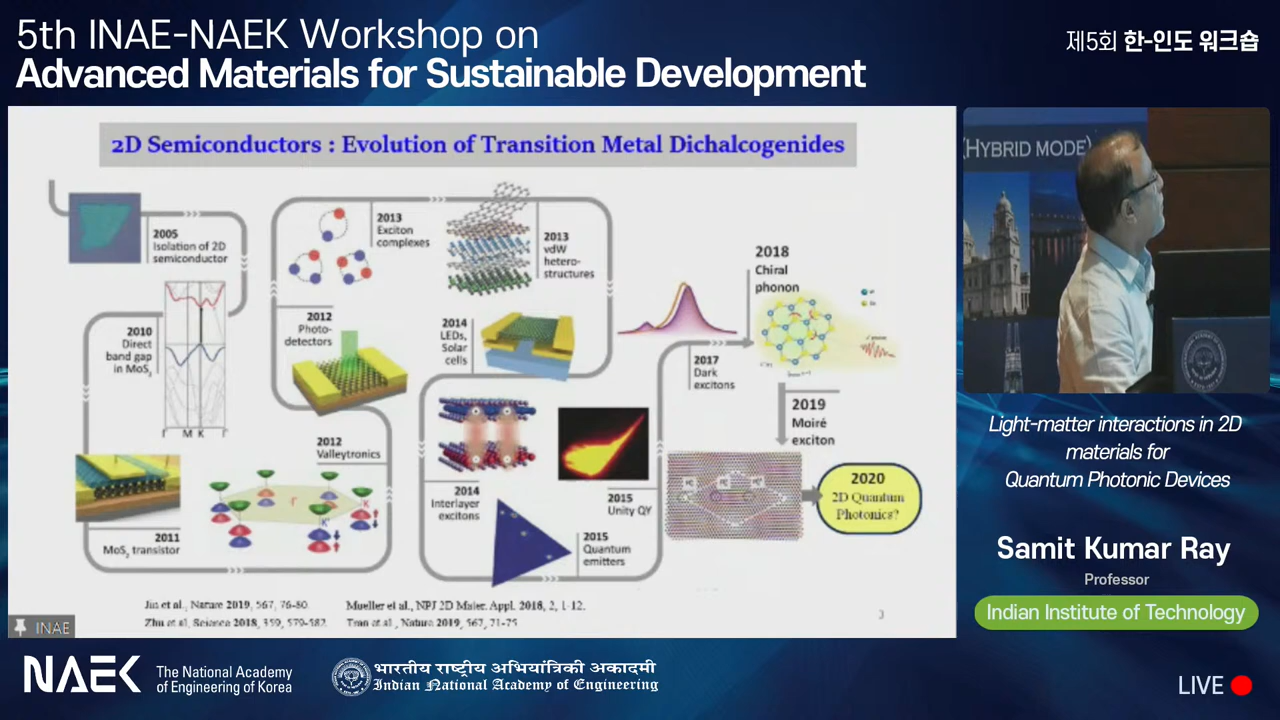 5th INAE-NAEK Workshop on
Advanced Materials for Sustainable Development
제5회 한-인도 워크숍
2D Semiconductors : Evolution of Transition Metal Dichalcogenides
2005
Isolation of 2D
semiconductor
2010
Direct
band gap
in MoS₂
Γ M K Γ
2011
MoS₂ transistor
2012
Valleytronics
Γ
K
K'
2012
Photo-
detectors
2013
Exciton
complexes
2013
vdW
hetero-
structures
2014
LEDs,
Solar
cells
2014
Interlayer
excitons
2015
Unity QY
2015
Quantum
emitters
2017
Dark
excitons
2018
Chiral
phonon
2019
Moiré
exciton
2020
2D Quantum
Photonics?
Jin et al., Nature 2019, 567, 76-80.
Mueller et al., NPJ 2D Mater. Appl. 2018, 2, 1-12.
Zhu et al, Science 2018, 359, 579-582.
Tran et al., Nature 2019, 567, 71-75
3
INAE
(HYBRID MODE)
Light-matter interactions in 2D
materials for
Quantum Photonic Devices
Samit Kumar Ray
Professor
Indian Institute of Technology
NAEK
The National Academy
of Engineering of Korea
भारतीय राष्ट्रीय अभियांत्रिकी अकादमी
Indian National Academy of Engineering
LIVE